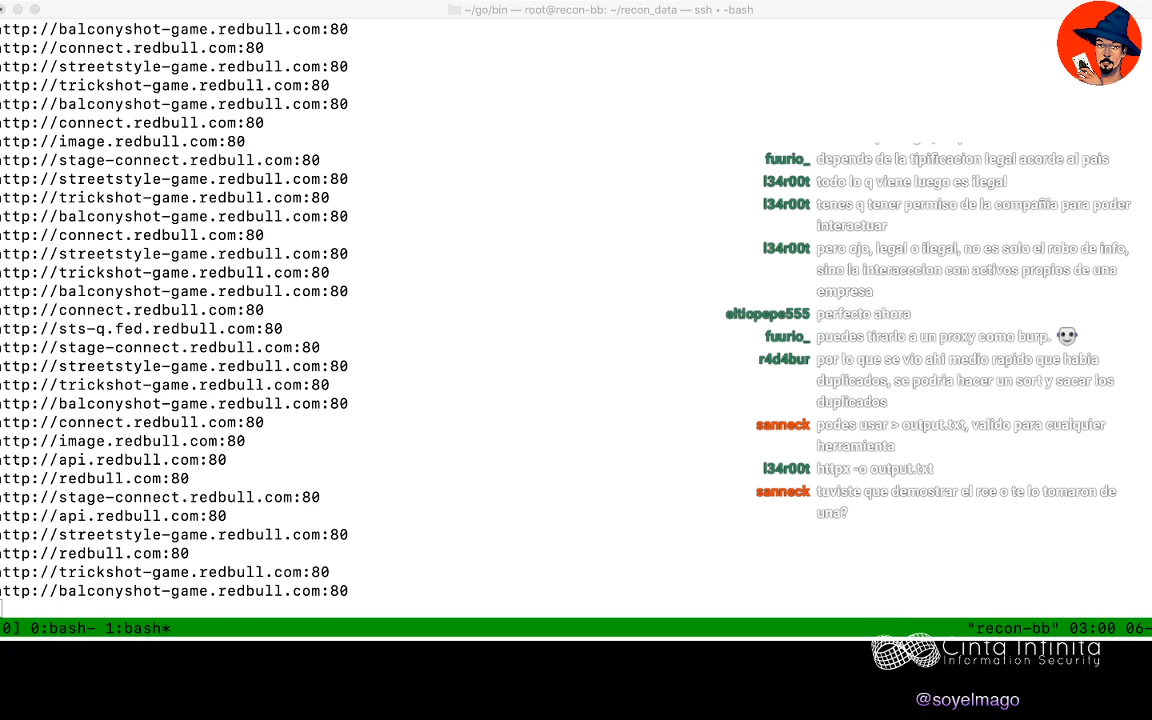 ~/go/bin — root@recon-bb: ~/recon_data — ssh • -bash
ttp://balconyshot-game.redbull.com:80
ttp://connect.redbull.com:80
ttp://streetstyle-game.redbull.com:80
ttp://trickshot-game.redbull.com:80
ttp://balconyshot-game.redbull.com:80
ttp://connect.redbull.com:80
ttp://image.redbull.com:80
ttp://stage-connect.redbull.com:80
ttp://streetstyle-game.redbull.com:80
ttp://trickshot-game.redbull.com:80
ttp://balconyshot-game.redbull.com:80
ttp://connect.redbull.com:80
ttp://streetstyle-game.redbull.com:80
ttp://trickshot-game.redbull.com:80
ttp://balconyshot-game.redbull.com:80
ttp://connect.redbull.com:80
ttp://sts-q.fed.redbull.com:80
ttp://stage-connect.redbull.com:80
ttp://streetstyle-game.redbull.com:80
ttp://trickshot-game.redbull.com:80
ttp://balconyshot-game.redbull.com:80
ttp://connect.redbull.com:80
ttp://image.redbull.com:80
ttp://api.redbull.com:80
ttp://redbull.com:80
ttp://stage-connect.redbull.com:80
ttp://api.redbull.com:80
ttp://streetstyle-game.redbull.com:80
ttp://redbull.com:80
ttp://trickshot-game.redbull.com:80
ttp://balconyshot-game.redbull.com:80
0] 0:bash- 1:bash* "recon-bb" 03:00 06-
fuurio_ depende de la tipificacion legal acorde al pais
l34r00t todo lo q viene luego es ilegal
l34r00t tenes q tener permiso de la compañia para poder
interactuar
l34r00t pero ojo, legal o ilegal, no es solo el robo de info,
sino la interacccion con activos propios de una
empresa
eltiopepe555 perfecto ahora
fuurio_ puedes tirarlo a un proxy como burp.
r4d4bur por lo que se vio ahi medio rapido que habia
duplicados, se podria hacer un sort y sacar los
duplicados
sanneck podes usar > output.txt, valido para cualquier
herramienta
l34r00t httpx -o output.txt
sanneck tuviste que demostrar el rce o te lo tomaron de
una?
Cinta Infinita
Information Security
@soyelmago